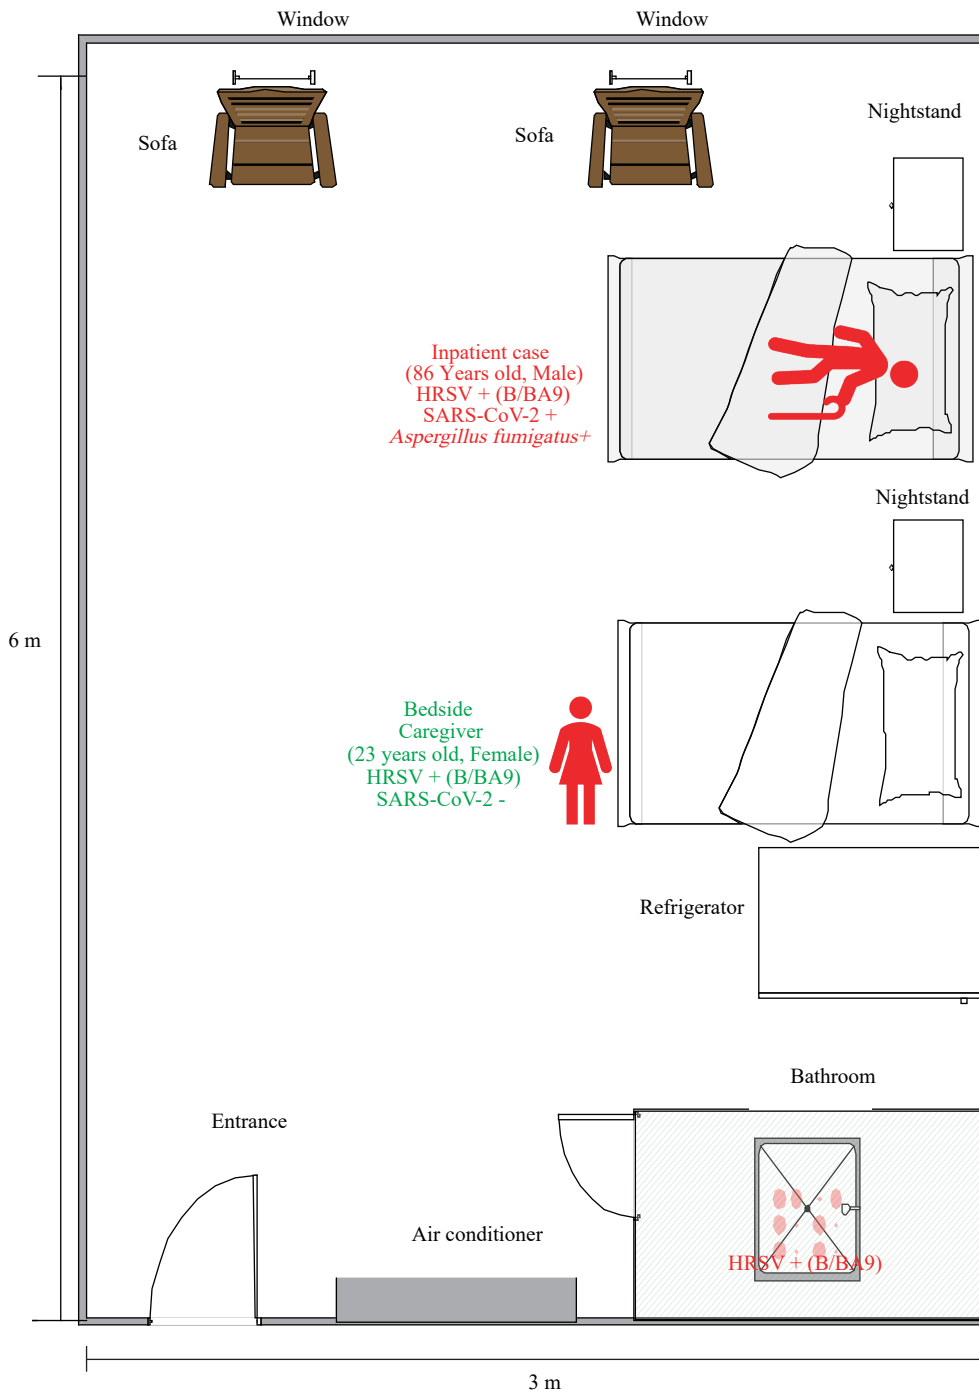 Window
Window
Nightstand
Sofa
Sofa
Inpatient case
(86 Years old, Male)
HRSV + (B/BA9)
SARS-CoV-2 +
Aspergillus fumigatus+
Nightstand
6 m
Bedside
Caregiver
(23 years old, Female)
HRSV + (B/BA9)
SARS-CoV-2 -
Refrigerator
Bathroom
Entrance
Air conditioner
HRSV + (B/BA9)
3 m